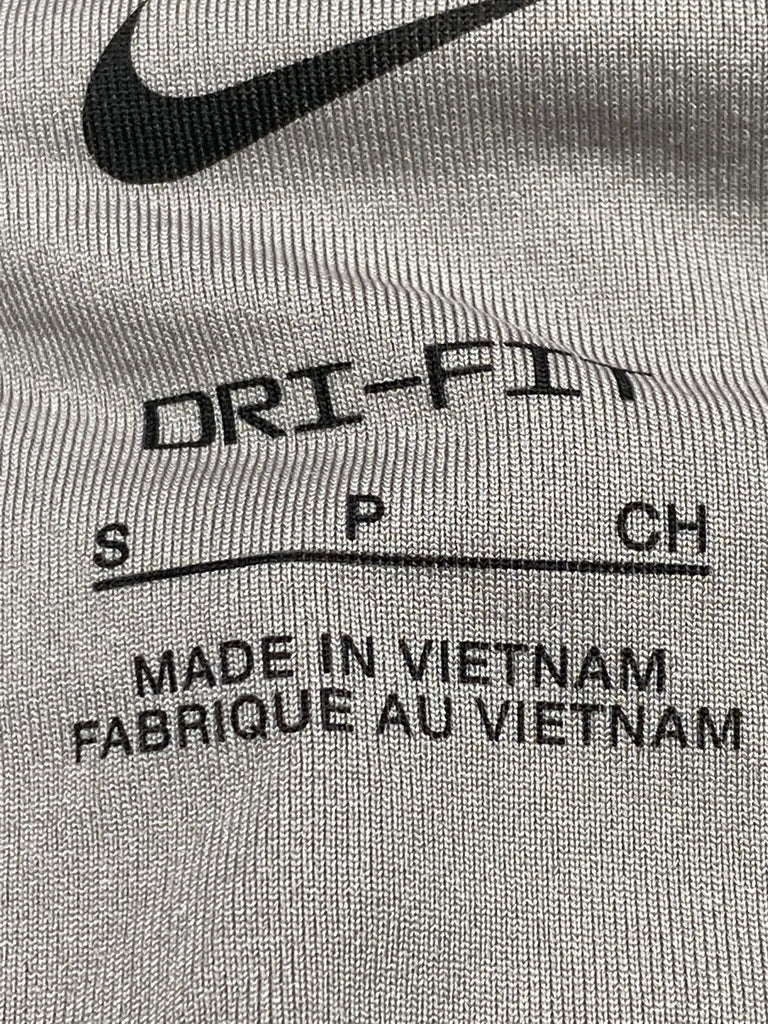 DRI-FIT
S P CH
MADE IN VIETNAM
FABRIQUE AU VIETNAM